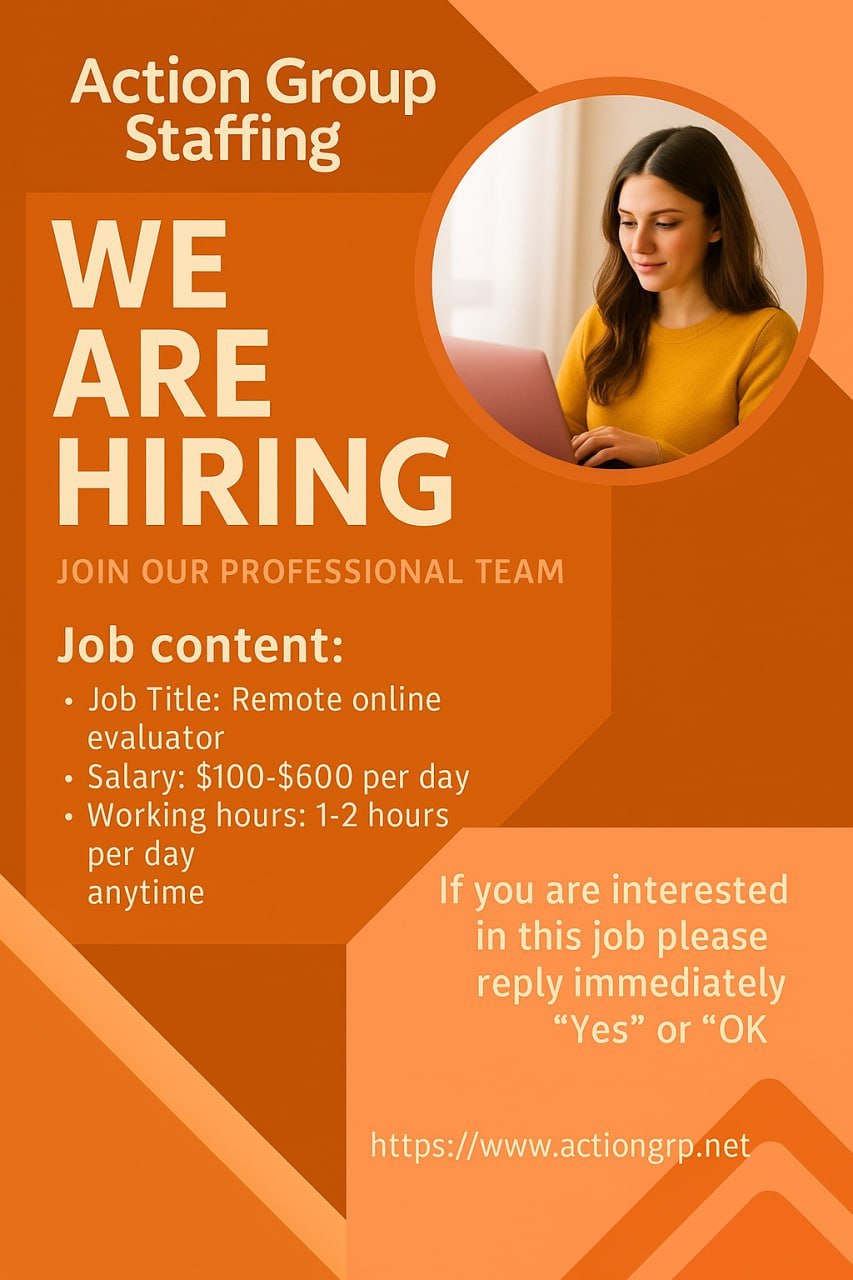 Action Group
Staffing
WE
ARE
HIRING
JOIN OUR PROFESSIONAL TEAM
Job content:
• Job Title: Remote online
evaluator
• Salary: $100-$600 per day
• Working hours: 1-2 hours
per day
anytime
If you are interested
in this job please
reply immediately
“Yes” or “OK
https://www.actiongrp.net